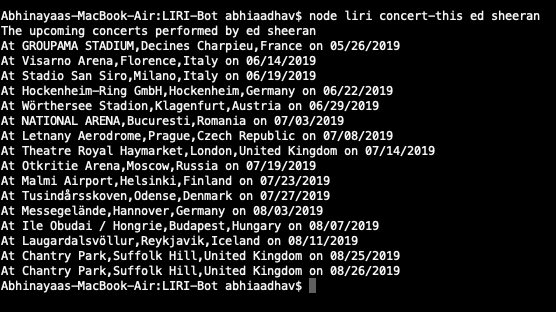 Abhinayaas-MacBook-Air:LIRI-Bot abhiaadhav$ node liri concert-this ed sheeran
The upcoming concerts performed by ed sheeran
At GROUPAMA STADIUM,Decines Charpieu,France on 05/26/2019
At Visarno Arena,Florence,Italy on 06/14/2019
At Stadio San Siro,Milano,Italy on 06/19/2019
At Hockenheim-Ring GmbH,Hockenheim,Germany on 06/22/2019
At Wörthersee Stadion,Klagenfurt,Austria on 06/29/2019
At NATIONAL ARENA,Bucuresti,Romania on 07/03/2019
At Letnany Aerodrome,Prague,Czech Republic on 07/08/2019
At Theatre Royal Haymarket,London,United Kingdom on 07/14/2019
At Otkritie Arena,Moscow,Russia on 07/19/2019
At Malmi Airport,Helsinki,Finland on 07/23/2019
At Tusindårsskoven,Odense,Denmark on 07/27/2019
At Messegelände,Hannover,Germany on 08/03/2019
At Ile Obudai / Hongrie,Budapest,Hungary on 08/07/2019
At Laugardalsvöllur,Reykjavik,Iceland on 08/11/2019
At Chantry Park,Suffolk Hill,United Kingdom on 08/25/2019
At Chantry Park,Suffolk Hill,United Kingdom on 08/26/2019
Abhinayaas-MacBook-Air:LIRI-Bot abhiaadhav$